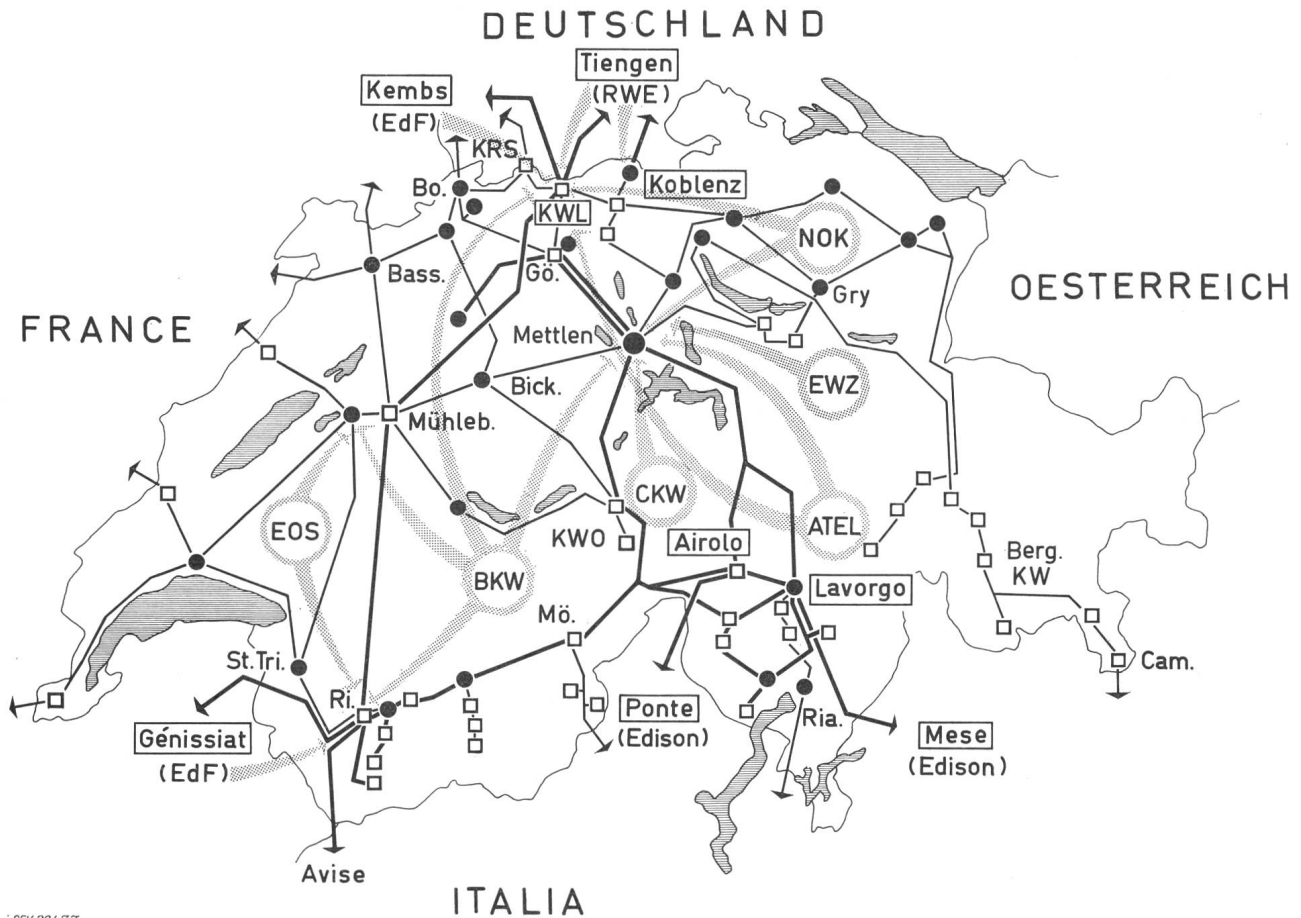 DEUTSCHLAND
Tiengen
(RWE)
Kembs
(EdF)
KRS
Bo.
Koblenz
KWL
NOK
Bass.
Gö.
Gry
OESTERREICH
FRANCE
Mettlen
EWZ
Bick.
Mühleb.
CKW
EOS
ATEL
KWO
Airolo
Berg.
KW
BKW
Lavorgo
Mö.
St.Tri.
Cam.
Ri.
Ponte
(Edison)
Ria.
Génissiat
(EdF)
Mese
(Edison)
Avise
ITALIA